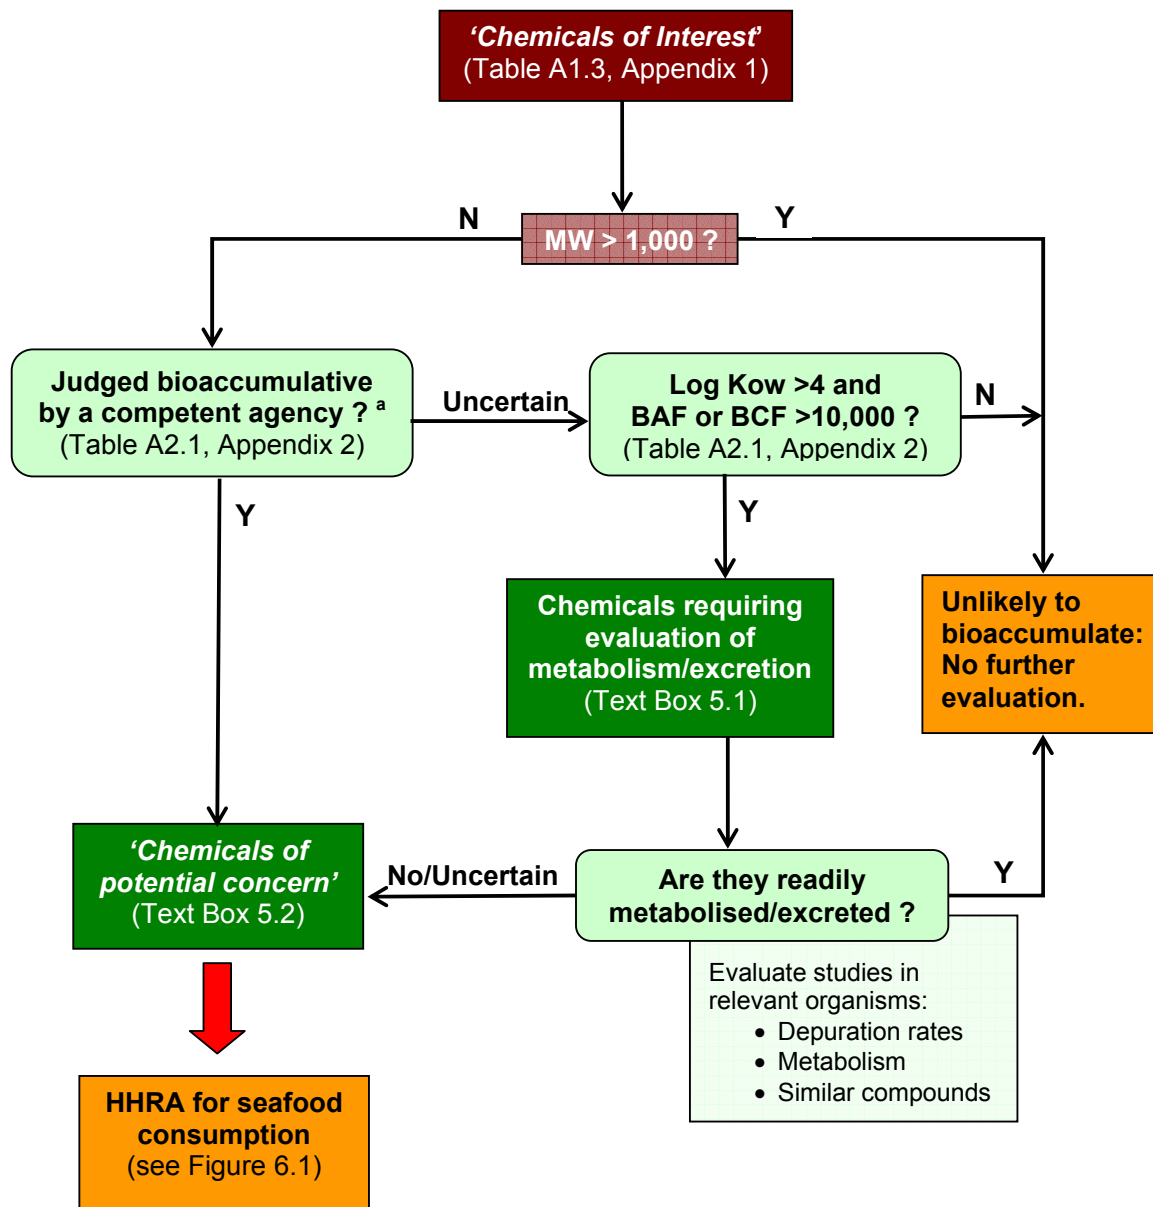 ‘Chemicals of Interest’
(Table A1.3, Appendix 1)
N
MW > 1,000 ?
Y
Judged bioaccumulative
by a competent agency ? a
(Table A2.1, Appendix 2)
Uncertain
Log Kow >4 and
BAF or BCF >10,000 ?
(Table A2.1, Appendix 2)
N
Y
Y
Chemicals requiring
evaluation of
metabolism/excretion
(Text Box 5.1)
Unlikely to
bioaccumulate:
No further
evaluation.
‘Chemicals of
potential concern’
(Text Box 5.2)
No/Uncertain
Are they readily
metabolised/excreted ?
Y
Evaluate studies in
relevant organisms:
• Depuration rates
• Metabolism
• Similar compounds
HHRA for seafood
consumption
(see Figure 6.1)